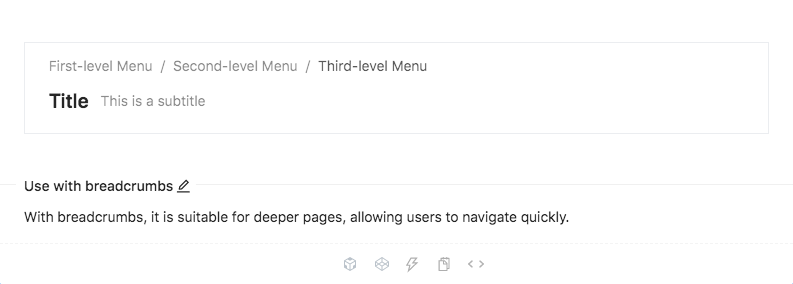 First-level Menu / Second-level Menu / Third-level Menu
Title This is a subtitle
Use with breadcrumbs
With breadcrumbs, it is suitable for deeper pages, allowing users to navigate quickly.